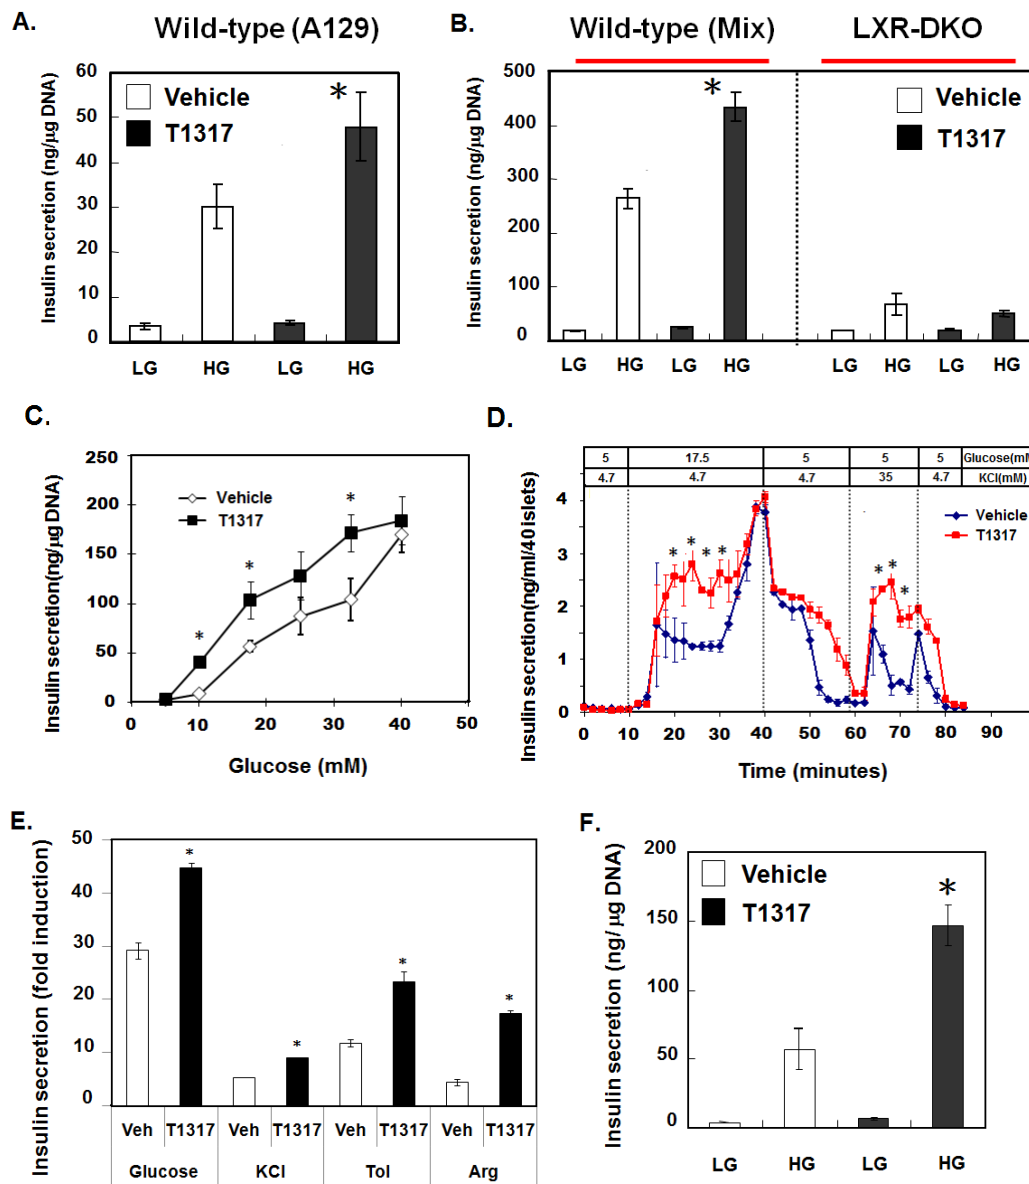 A.
Wild-type (A129)
Insulin secretion (ng/µg DNA)
60
50
40
30
20
10
0
Vehicle
T1317
*
LG HG LG HG
B.
Wild-type (Mix) LXR-DKO
Insulin secretion (ng/µg DNA)
500
400
300
200
100
0
*
Vehicle
T1317
LG HG LG HG LG HG LG HG
C.
Insulin secretion(ng/µg DNA)
250
200
150
100
50
0
Vehicle
T1317
* * *
0 10 20 30 40 50
Glucose (mM)
D.
5 17.5 5 5 5 Glucose(mM)
4.7 4.7 4.7 35 4.7 KCl(mM)
Insulin secretion(ng/ml/40 islets)
4
3
2
1
0
Vehicle
T1317
* * * *
* * *
0 10 20 30 40 50 60 70 80 90
Time (minutes)
E.
Insulin secretion (fold induction)
50
40
30
20
10
0
* * * *
Veh T1317 Veh T1317 Veh T1317 Veh T1317
Glucose KCl Tol Arg
F.
Insulin secretion (ng/ µg DNA)
200
150
100
50
0
Vehicle
T1317
*
LG HG LG HG